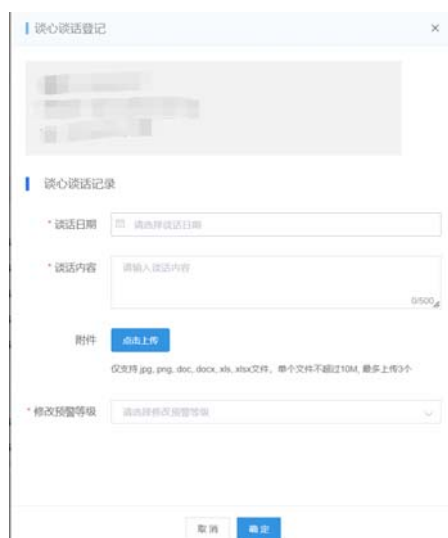 谈心谈话登记
谈心谈话记录
* 谈话日期 请选择谈话日期
* 谈话内容 请输入谈话内容
0/500
附件 点击上传
仅支持 jpg, png, doc, docx, xls, xlsx文件，单个文件不超过10M, 最多上传3个
* 修改预警等级 请选择修改预警等级
取消 确定